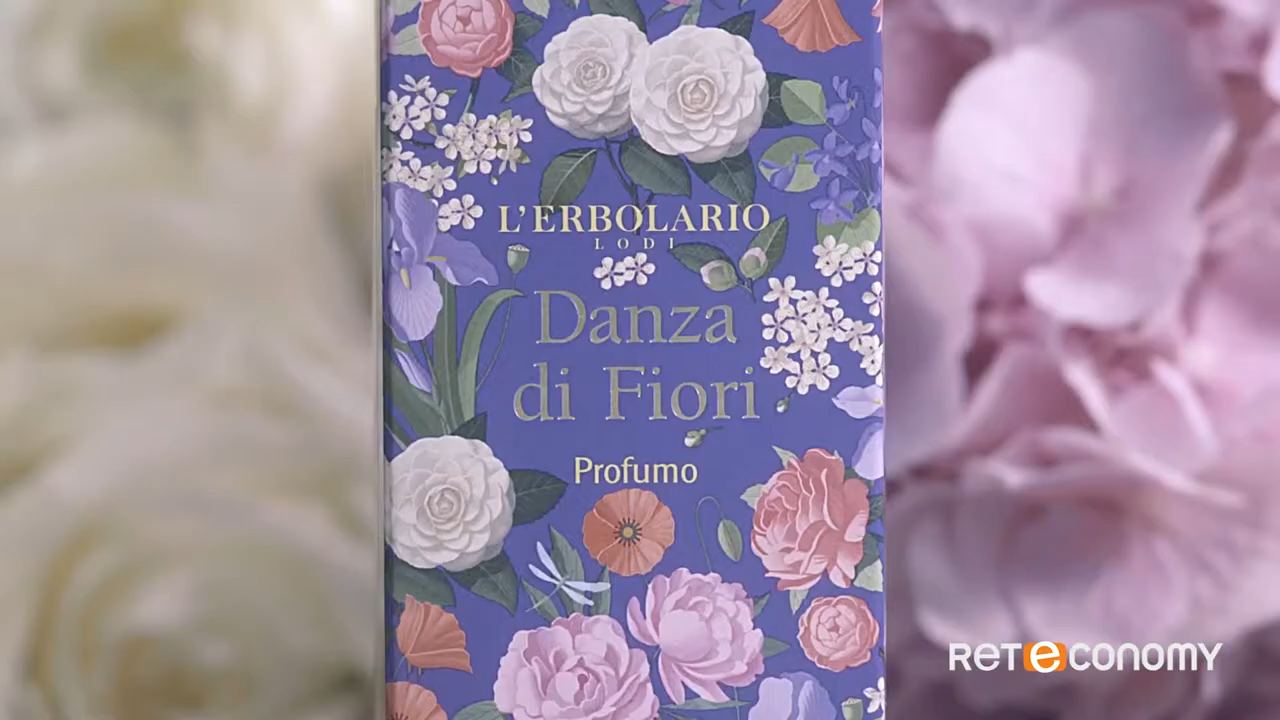 L'ERBOLARIO
LODI
Danza
di Fiori
Profumo
RETECONOMY